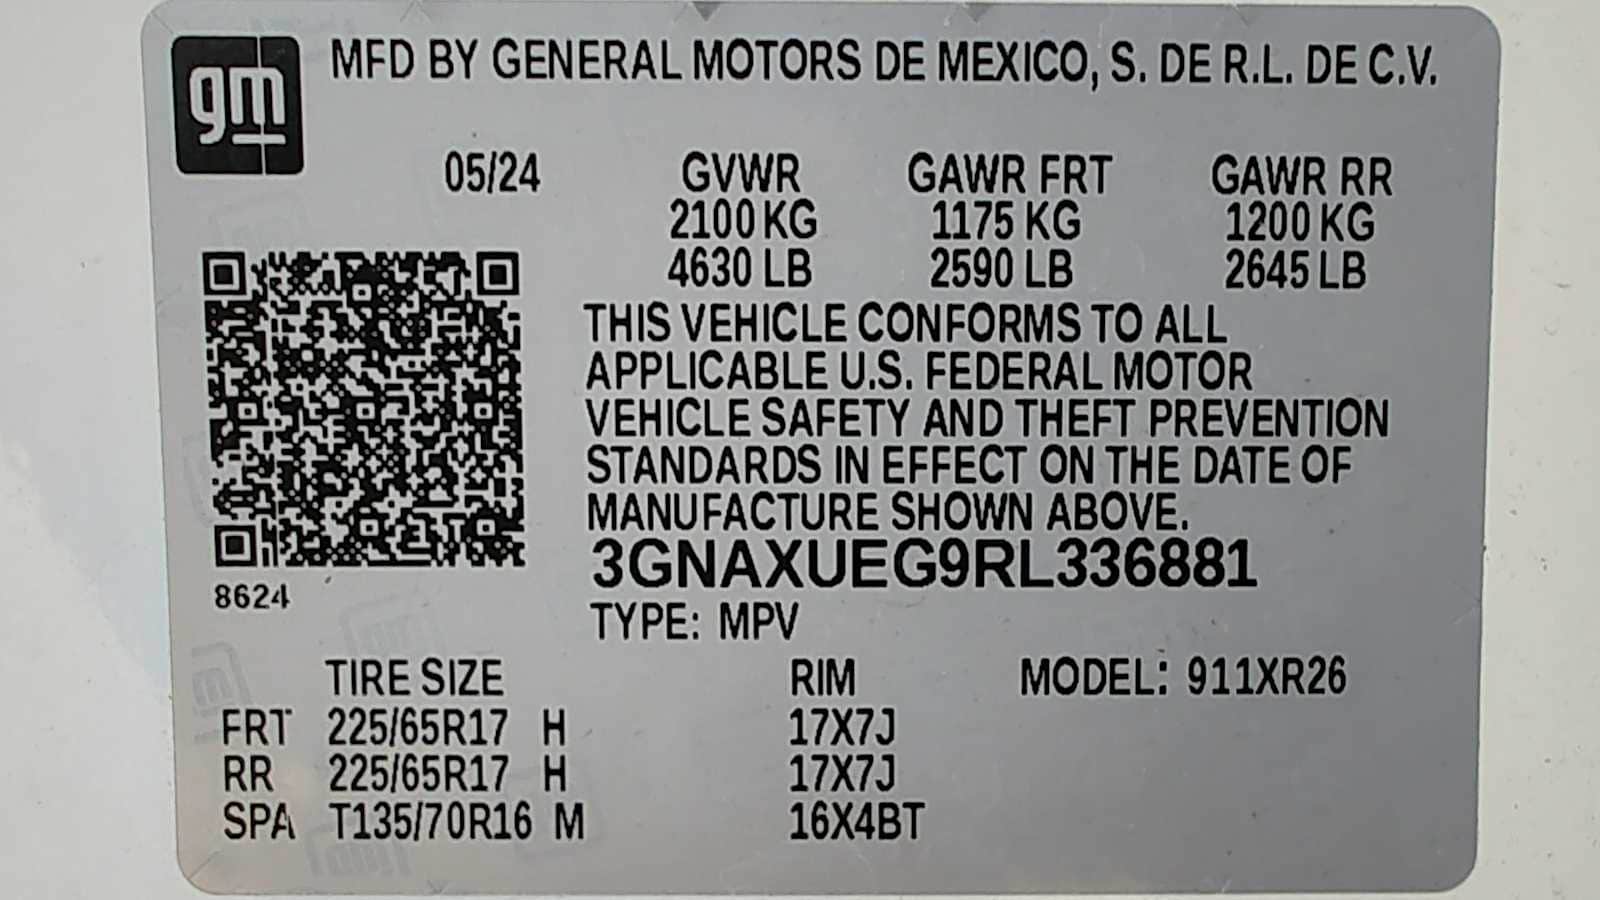 gm
MFD BY GENERAL MOTORS DE MEXICO, S. DE R.L. DE C.V.
05/24 GVWR GAWR FRT GAWR RR
2100 KG 1175 KG 1200 KG
4630 LB 2590 LB 2645 LB
THIS VEHICLE CONFORMS TO ALL
APPLICABLE U.S. FEDERAL MOTOR
VEHICLE SAFETY AND THEFT PREVENTION
STANDARDS IN EFFECT ON THE DATE OF
MANUFACTURE SHOWN ABOVE.
3GNAXUEG9RL336881
8624
TYPE: MPV
TIRE SIZE RIM MODEL: 911XR26
FRT 225/65R17 H 17X7J
RR 225/65R17 H 17X7J
SPA T135/70R16 M 16X4BT